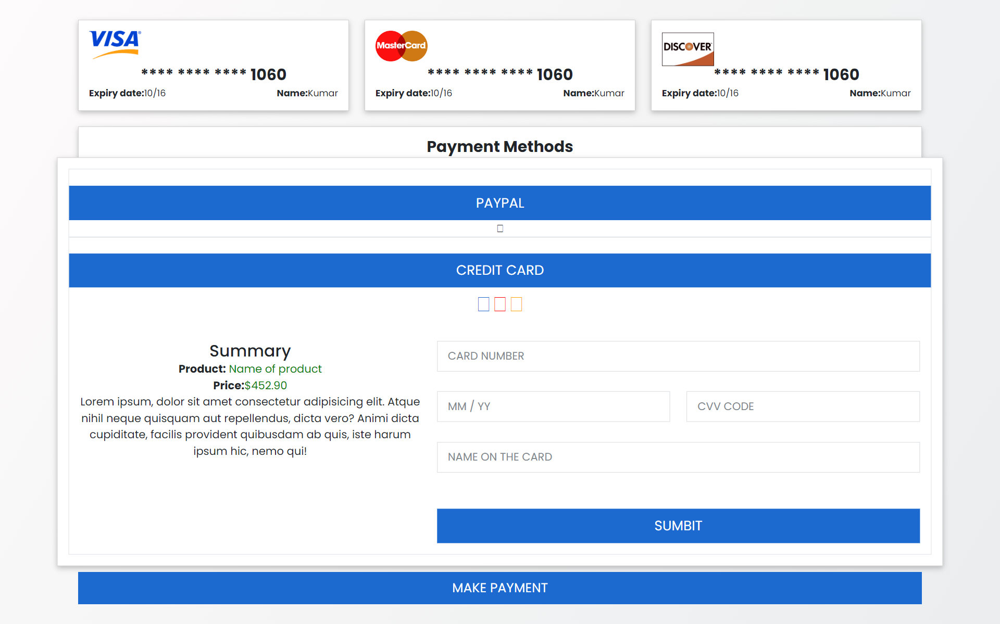 VISA®
**** **** **** 1060
Expiry date:10/16 Name:Kumar
MasterCard
**** **** **** 1060
Expiry date:10/16 Name:Kumar
DISCOVER
**** **** **** 1060
Expiry date:10/16 Name:Kumar
Payment Methods
PAYPAL
CREDIT CARD
Summary
Product: Name of product
Price:$452.90
Lorem ipsum, dolor sit amet consectetur adipisicing elit. Atque
nihil neque quisquam aut repellendus, dicta vero? Animi dicta
cupiditate, facilis provident quibusdam ab quis, iste harum
ipsum hic, nemo qui!
CARD NUMBER
MM / YY
CVV CODE
NAME ON THE CARD
SUMBIT
MAKE PAYMENT